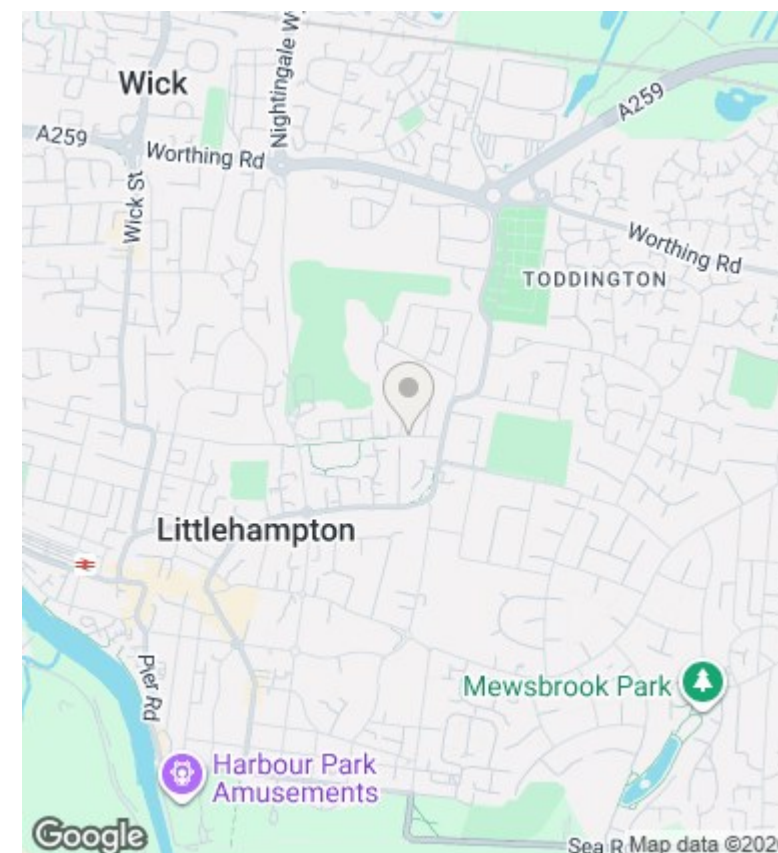 Wick
Nightingale W
A259
A259
Worthing Rd
Wick St
Worthing Rd
TODDINGTON
Littlehampton
Pier Rd
Mewsbrook Park
Harbour Park
Amusements
Google
Sea R
Map data ©202